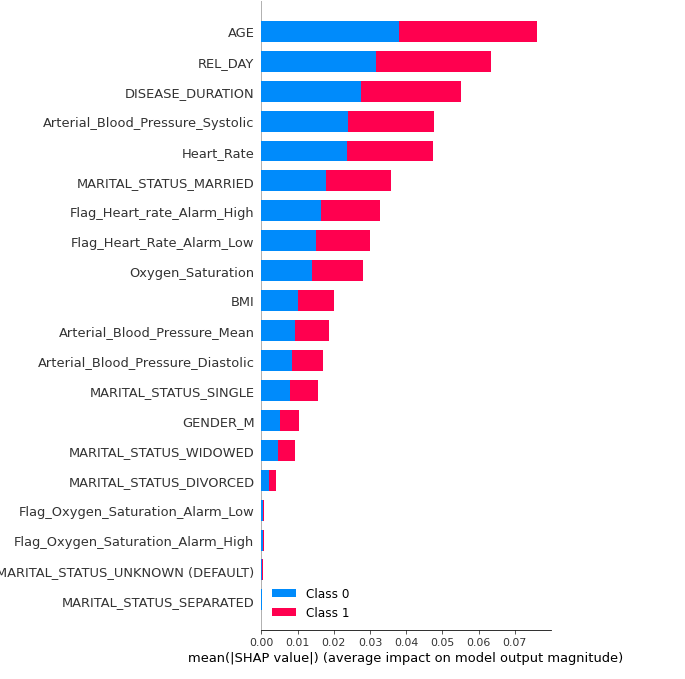 AGE
REL_DAY
DISEASE_DURATION
Arterial_Blood_Pressure_Systolic
Heart_Rate
MARITAL_STATUS_MARRIED
Flag_Heart_rate_Alarm_High
Flag_Heart_Rate_Alarm_Low
Oxygen_Saturation
BMI
Arterial_Blood_Pressure_Mean
Arterial_Blood_Pressure_Diastolic
MARITAL_STATUS_SINGLE
GENDER_M
MARITAL_STATUS_WIDOWED
MARITAL_STATUS_DIVORCED
Flag_Oxygen_Saturation_Alarm_Low
Flag_Oxygen_Saturation_Alarm_High
MARITAL_STATUS_UNKNOWN (DEFAULT)
MARITAL_STATUS_SEPARATED
Class 0
Class 1
0.00 0.01 0.02 0.03 0.04 0.05 0.06 0.07
mean(|SHAP value|) (average impact on model output magnitude)